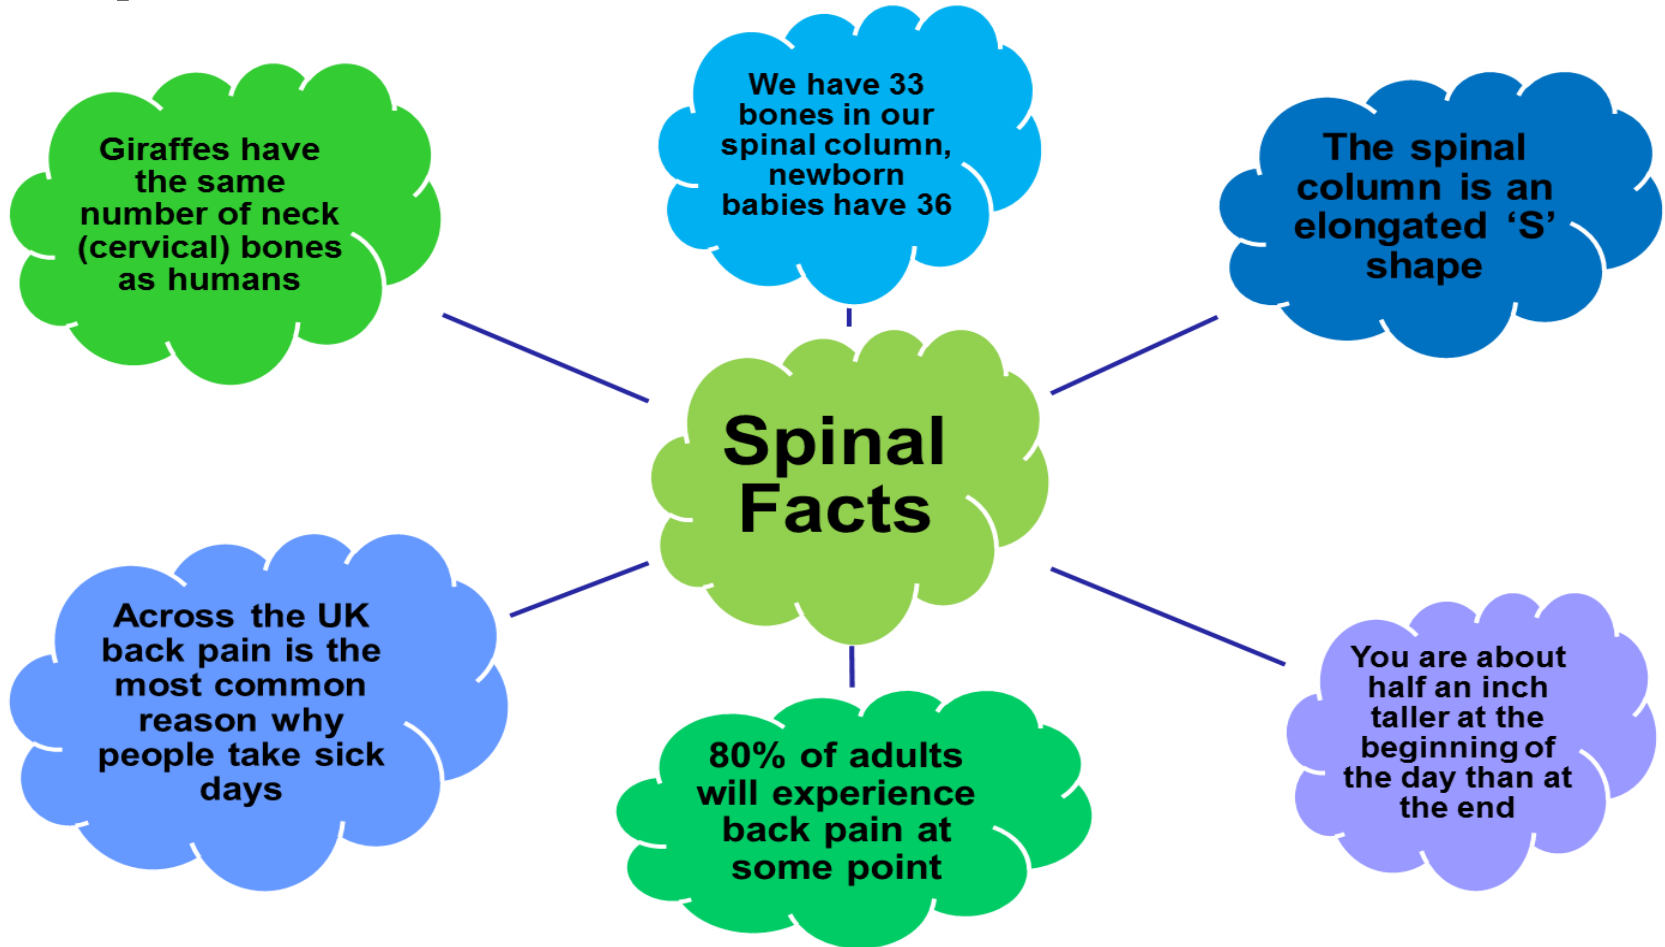 Giraffes have
the same
number of neck
(cervical) bones
as humans
We have 33
bones in our
spinal column,
newborn
babies have 36
The spinal
column is an
elongated ‘S’
shape
Spinal
Facts
Across the UK
back pain is the
most common
reason why
people take sick
days
80% of adults
will experience
back pain at
some point
You are about
half an inch
taller at the
beginning of
the day than at
the end